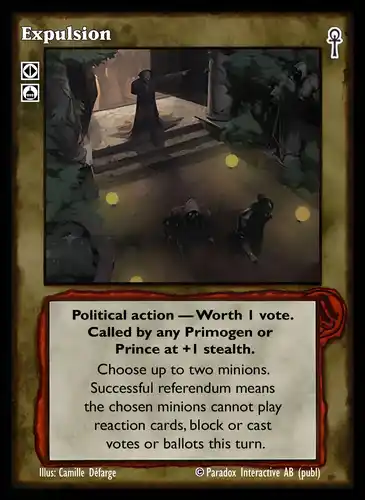 Expulsion
Political action — Worth 1 vote.
Called by any Primogen or
Prince at +1 stealth.
Choose up to two minions.
Successful referendum means
the chosen minions cannot play
reaction cards, block or cast
votes or ballots this turn.
Illus: Camille Défarge © Paradox Interactive AB (publ)